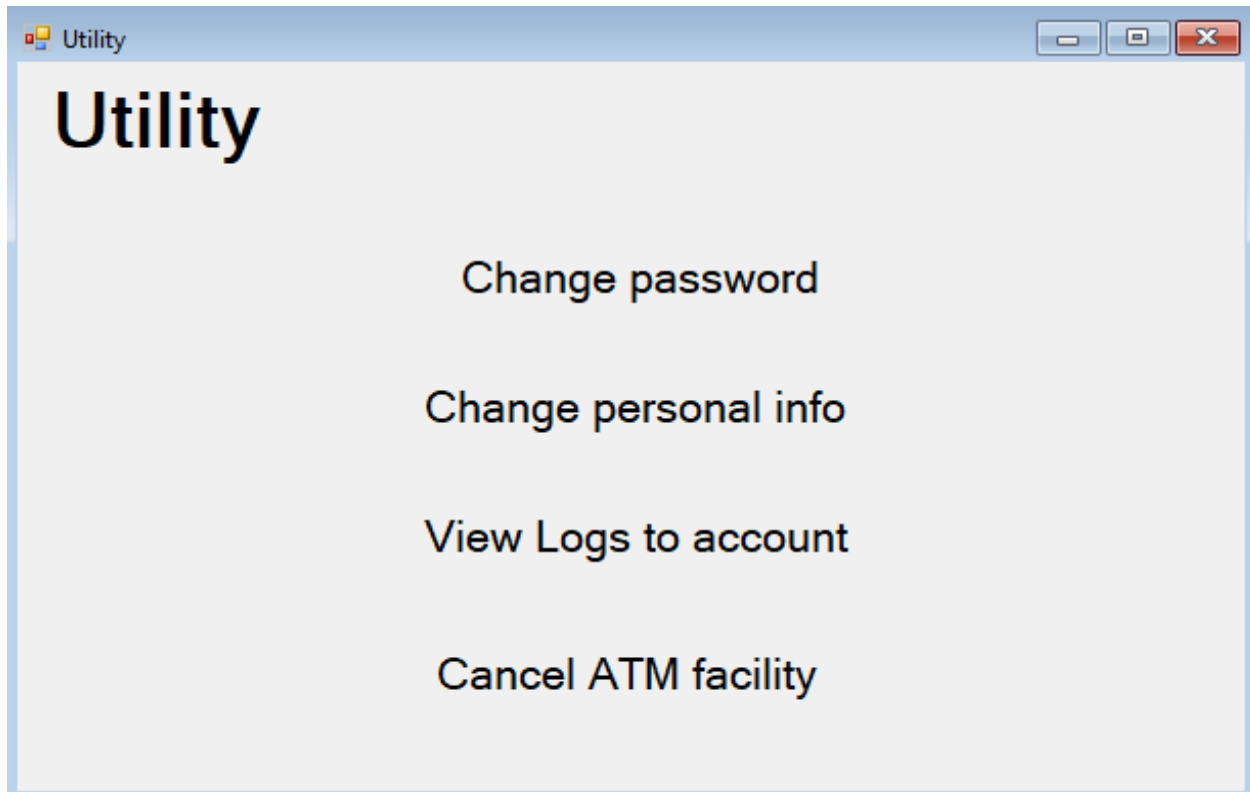 Utility
Utility
Change password
Change personal info
View Logs to account
Cancel ATM facility